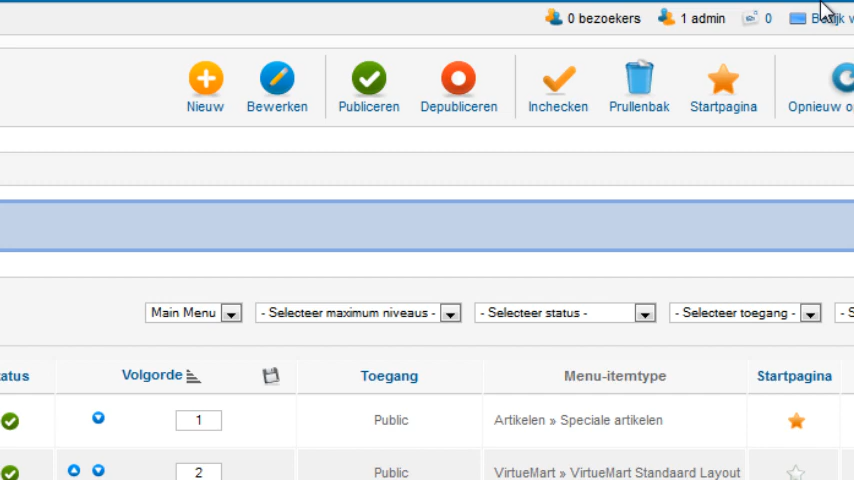 0 bezoekers 1 admin 0 Bekijk
Nieuw Bewerken Publiceren Depubliceren Inchecken Prullenbak Startpagina Opnieuw
Main Menu - Selecteer maximum niveaus - - Selecteer status - - Selecteer toegang - - S
atus Volgorde Toegang Menu-itemtype Startpagina
1 Public Artikelen » Speciale artikelen
2 Public VirtueMart » VirtueMart Standaard Layout